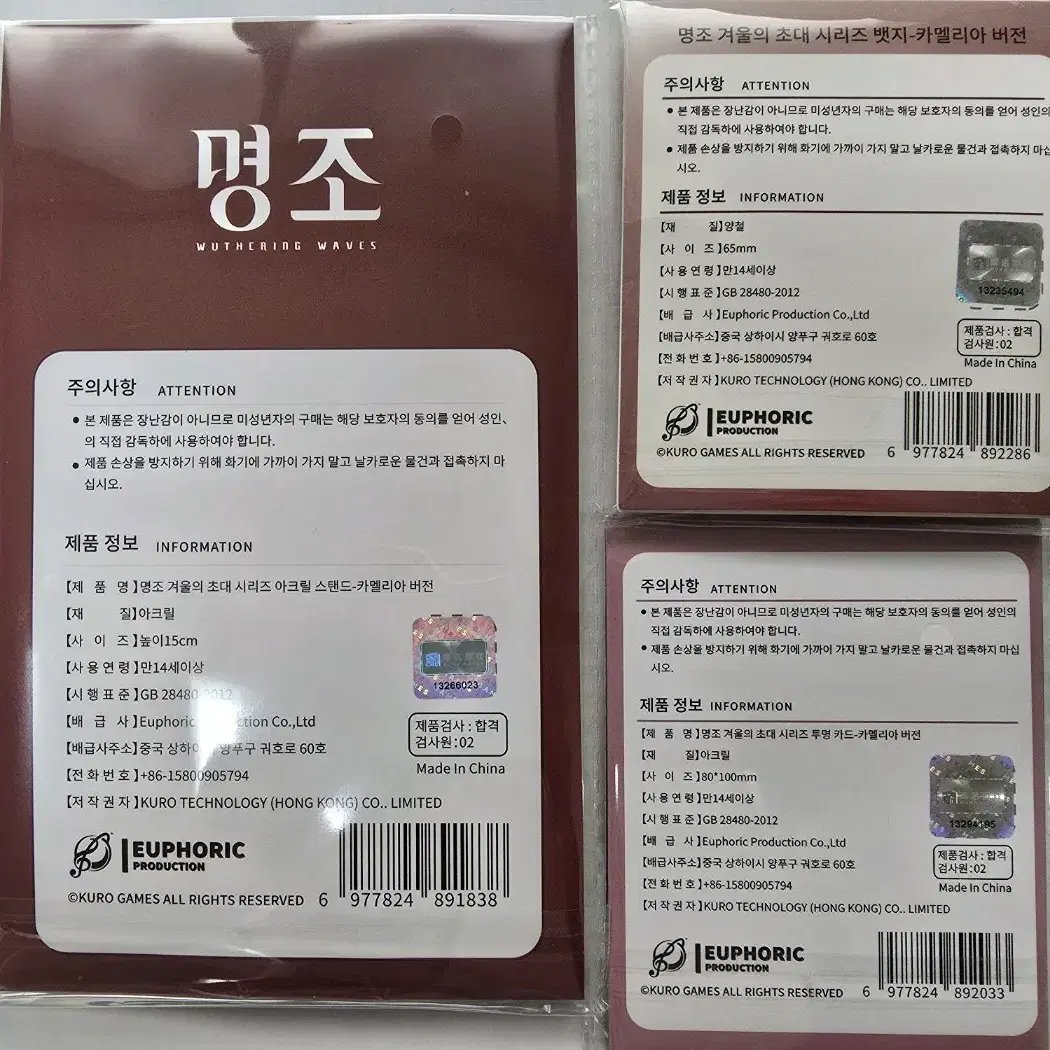 명조
WUTHERING WAVES
주의사항 ATTENTION
• 본 제품은 장난감이 아니므로 미성년자의 구매는 해당 보호자의 동의를 얻어 성인、
의 직접 감독하에 사용하여야 합니다.
• 제품 손상을 방지하기 위해 화기에 가까이 가지 말고 날카로운 물건과 접촉하지 마
십시오.
제품 정보 INFORMATION
【제 품 명】명조 겨울의 초대 시리즈 아크릴 스탠드-카멜리아 버전
【재 질】아크릴
【사 이 즈】높이15cm
【사용연령】만14세이상
【시행표준】GB 28480-2012
【배 급 사】Euphoric Production Co.,Ltd
【배급사주소】중국 상하이시 양푸구 궈호로 60호
【전화번호】+86-15800905794
【저작권자】KURO TECHNOLOGY (HONG KONG) CO.. LIMITED
13266023
제품검사 : 합격
검사원 : 02
Made In China
EUPHORIC
PRODUCTION
©KURO GAMES ALL RIGHTS RESERVED
6 977824 891838
명조 겨울의 초대 시리즈 뱃지-카멜리아 버전
주의사항 ATTENTION
• 본 제품은 장난감이 아니므로 미성년자의 구매는 해당 보호자의 동의를 얻어 성인의
직접 감독하에 사용하여야 합니다.
• 제품 손상을 방지하기 위해 화기에 가까이 가지 말고 날카로운 물건과 접촉하지 마십
시오.
제품 정보 INFORMATION
【재 질】양철
【사 이 즈】65mm
【사용연령】만14세이상
【시행표준】GB 28480-2012
【배 급 사】Euphoric Production Co.,Ltd
【배급사주소】중국 상하이시 양푸구 궈호로 60호
【전화번호】+86-15800905794
【저작권자】KURO TECHNOLOGY (HONG KONG) CO.. LIMITED
13235494
제품검사 : 합격
검사원 : 02
Made In China
EUPHORIC
PRODUCTION
©KURO GAMES ALL RIGHTS RESERVED
6 977824 892286
주의사항 ATTENTION
• 본 제품은 장난감이 아니므로 미성년자의 구매는 해당 보호자의 동의를 얻어 성인의
직접 감독하에 사용하여야 합니다.
• 제품 손상을 방지하기 위해 화기에 가까이 가지 말고 날카로운 물건과 접촉하지 마십
시오.
제품 정보 INFORMATION
【제 품 명】명조 겨울의 초대 시리즈 투명 카드-카멜리아 버전
【재 질】아크릴
【사 이 즈】80*100mm
【사용연령】만14세이상
【시행표준】GB 28480-2012
【배 급 사】Euphoric Production Co.,Ltd
【배급사주소】중국 상하이시 양푸구 궈호로 60호
【전화번호】+86-15800905794
【저작권자】KURO TECHNOLOGY (HONG KONG) CO.. LIMITED
제품검사 : 합격
검사원 : 02
Made In China
EUPHORIC
PRODUCTION
©KURO GAMES ALL RIGHTS RESERVED
6 977824 892033